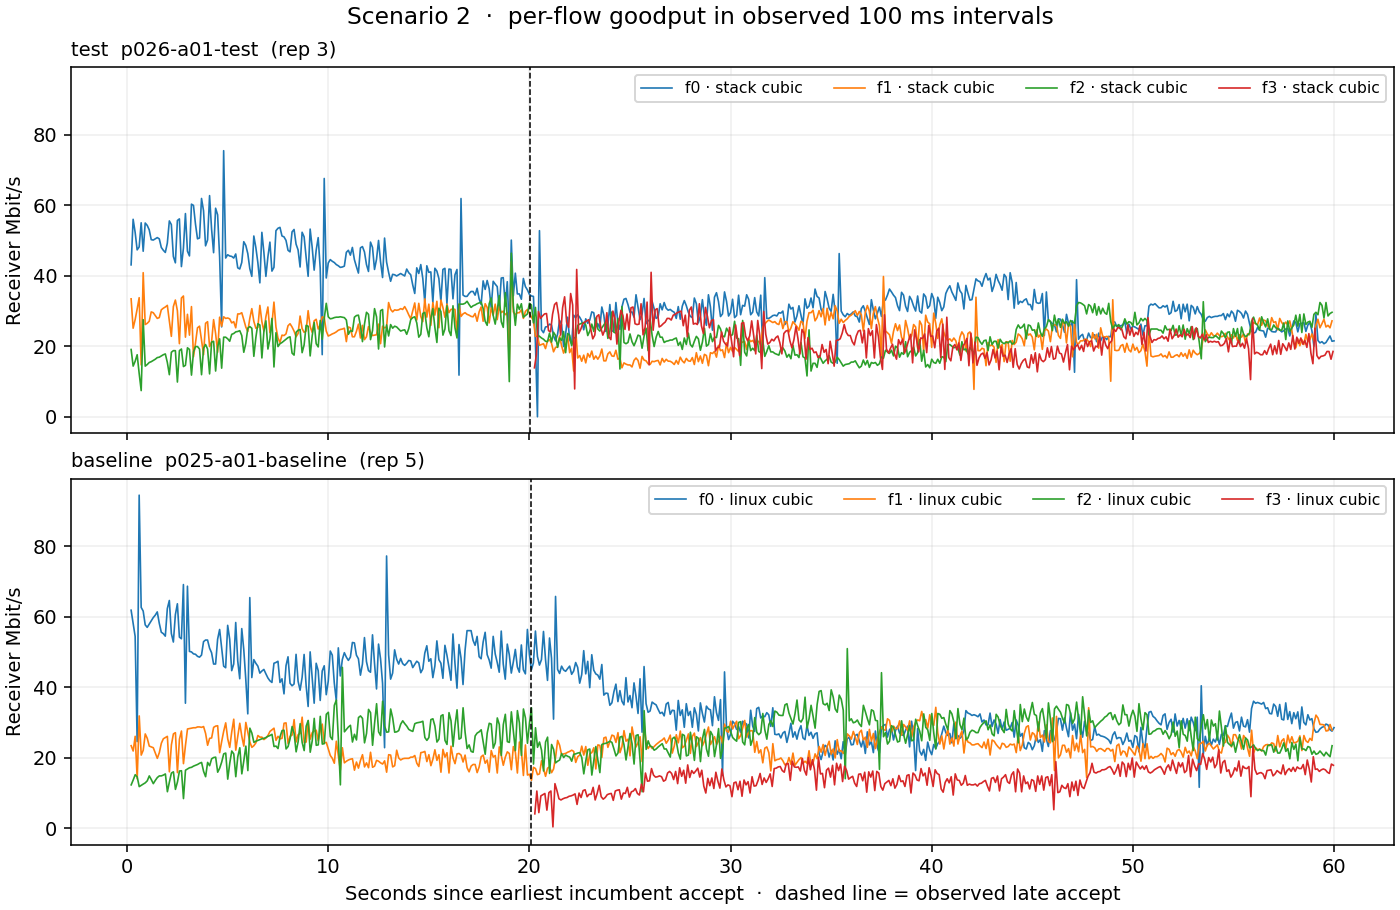 Scenario 2 · per-flow goodput in observed 100 ms intervals
test p026-a01-test (rep 3)
f0 · stack cubic f1 · stack cubic f2 · stack cubic f3 · stack cubic
Receiver Mbit/s
80
60
40
20
0
baseline p025-a01-baseline (rep 5)
f0 · linux cubic f1 · linux cubic f2 · linux cubic f3 · linux cubic
Receiver Mbit/s
80
60
40
20
0
0 10 20 30 40 50 60
Seconds since earliest incumbent accept · dashed line = observed late accept